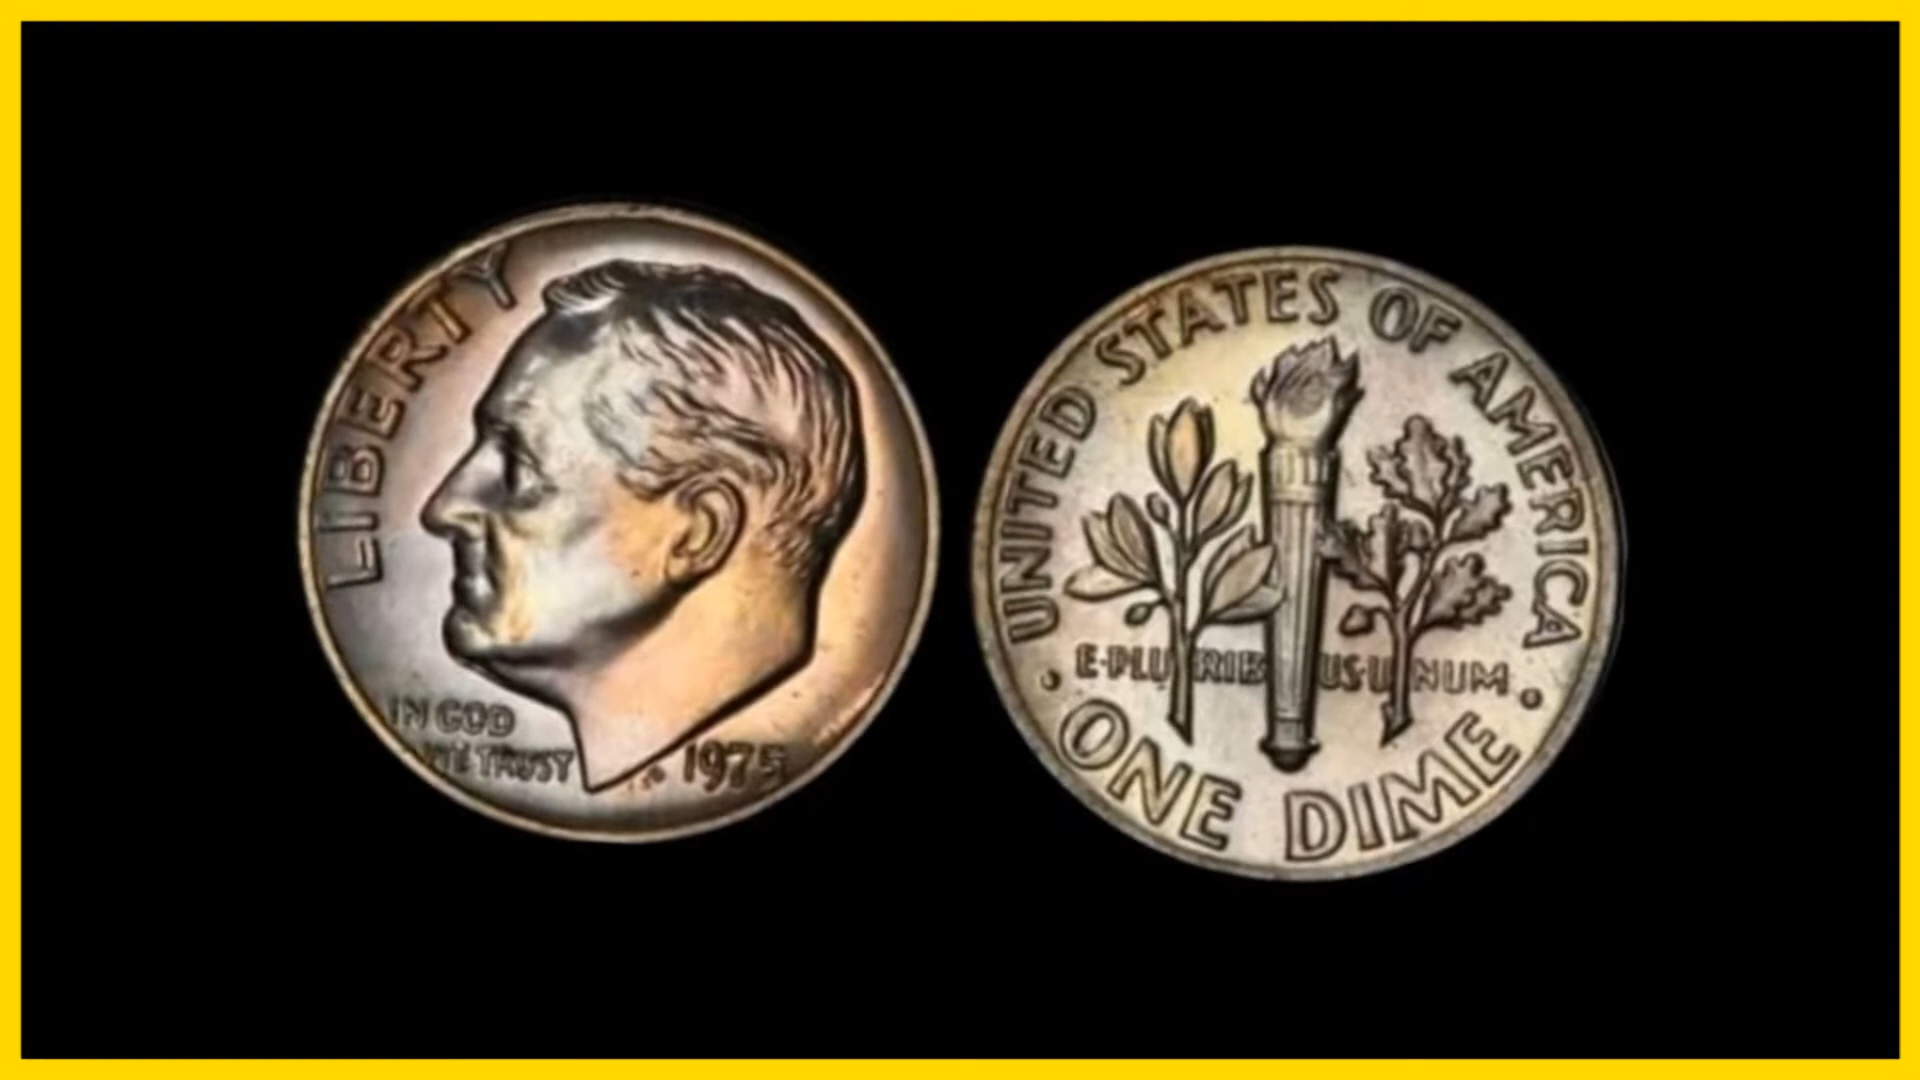 LIBERTY
IN GOD
WE TRUST
1975
UNITED STATES OF AMERICA
E·PLURIBUS·UNUM
ONE DIME